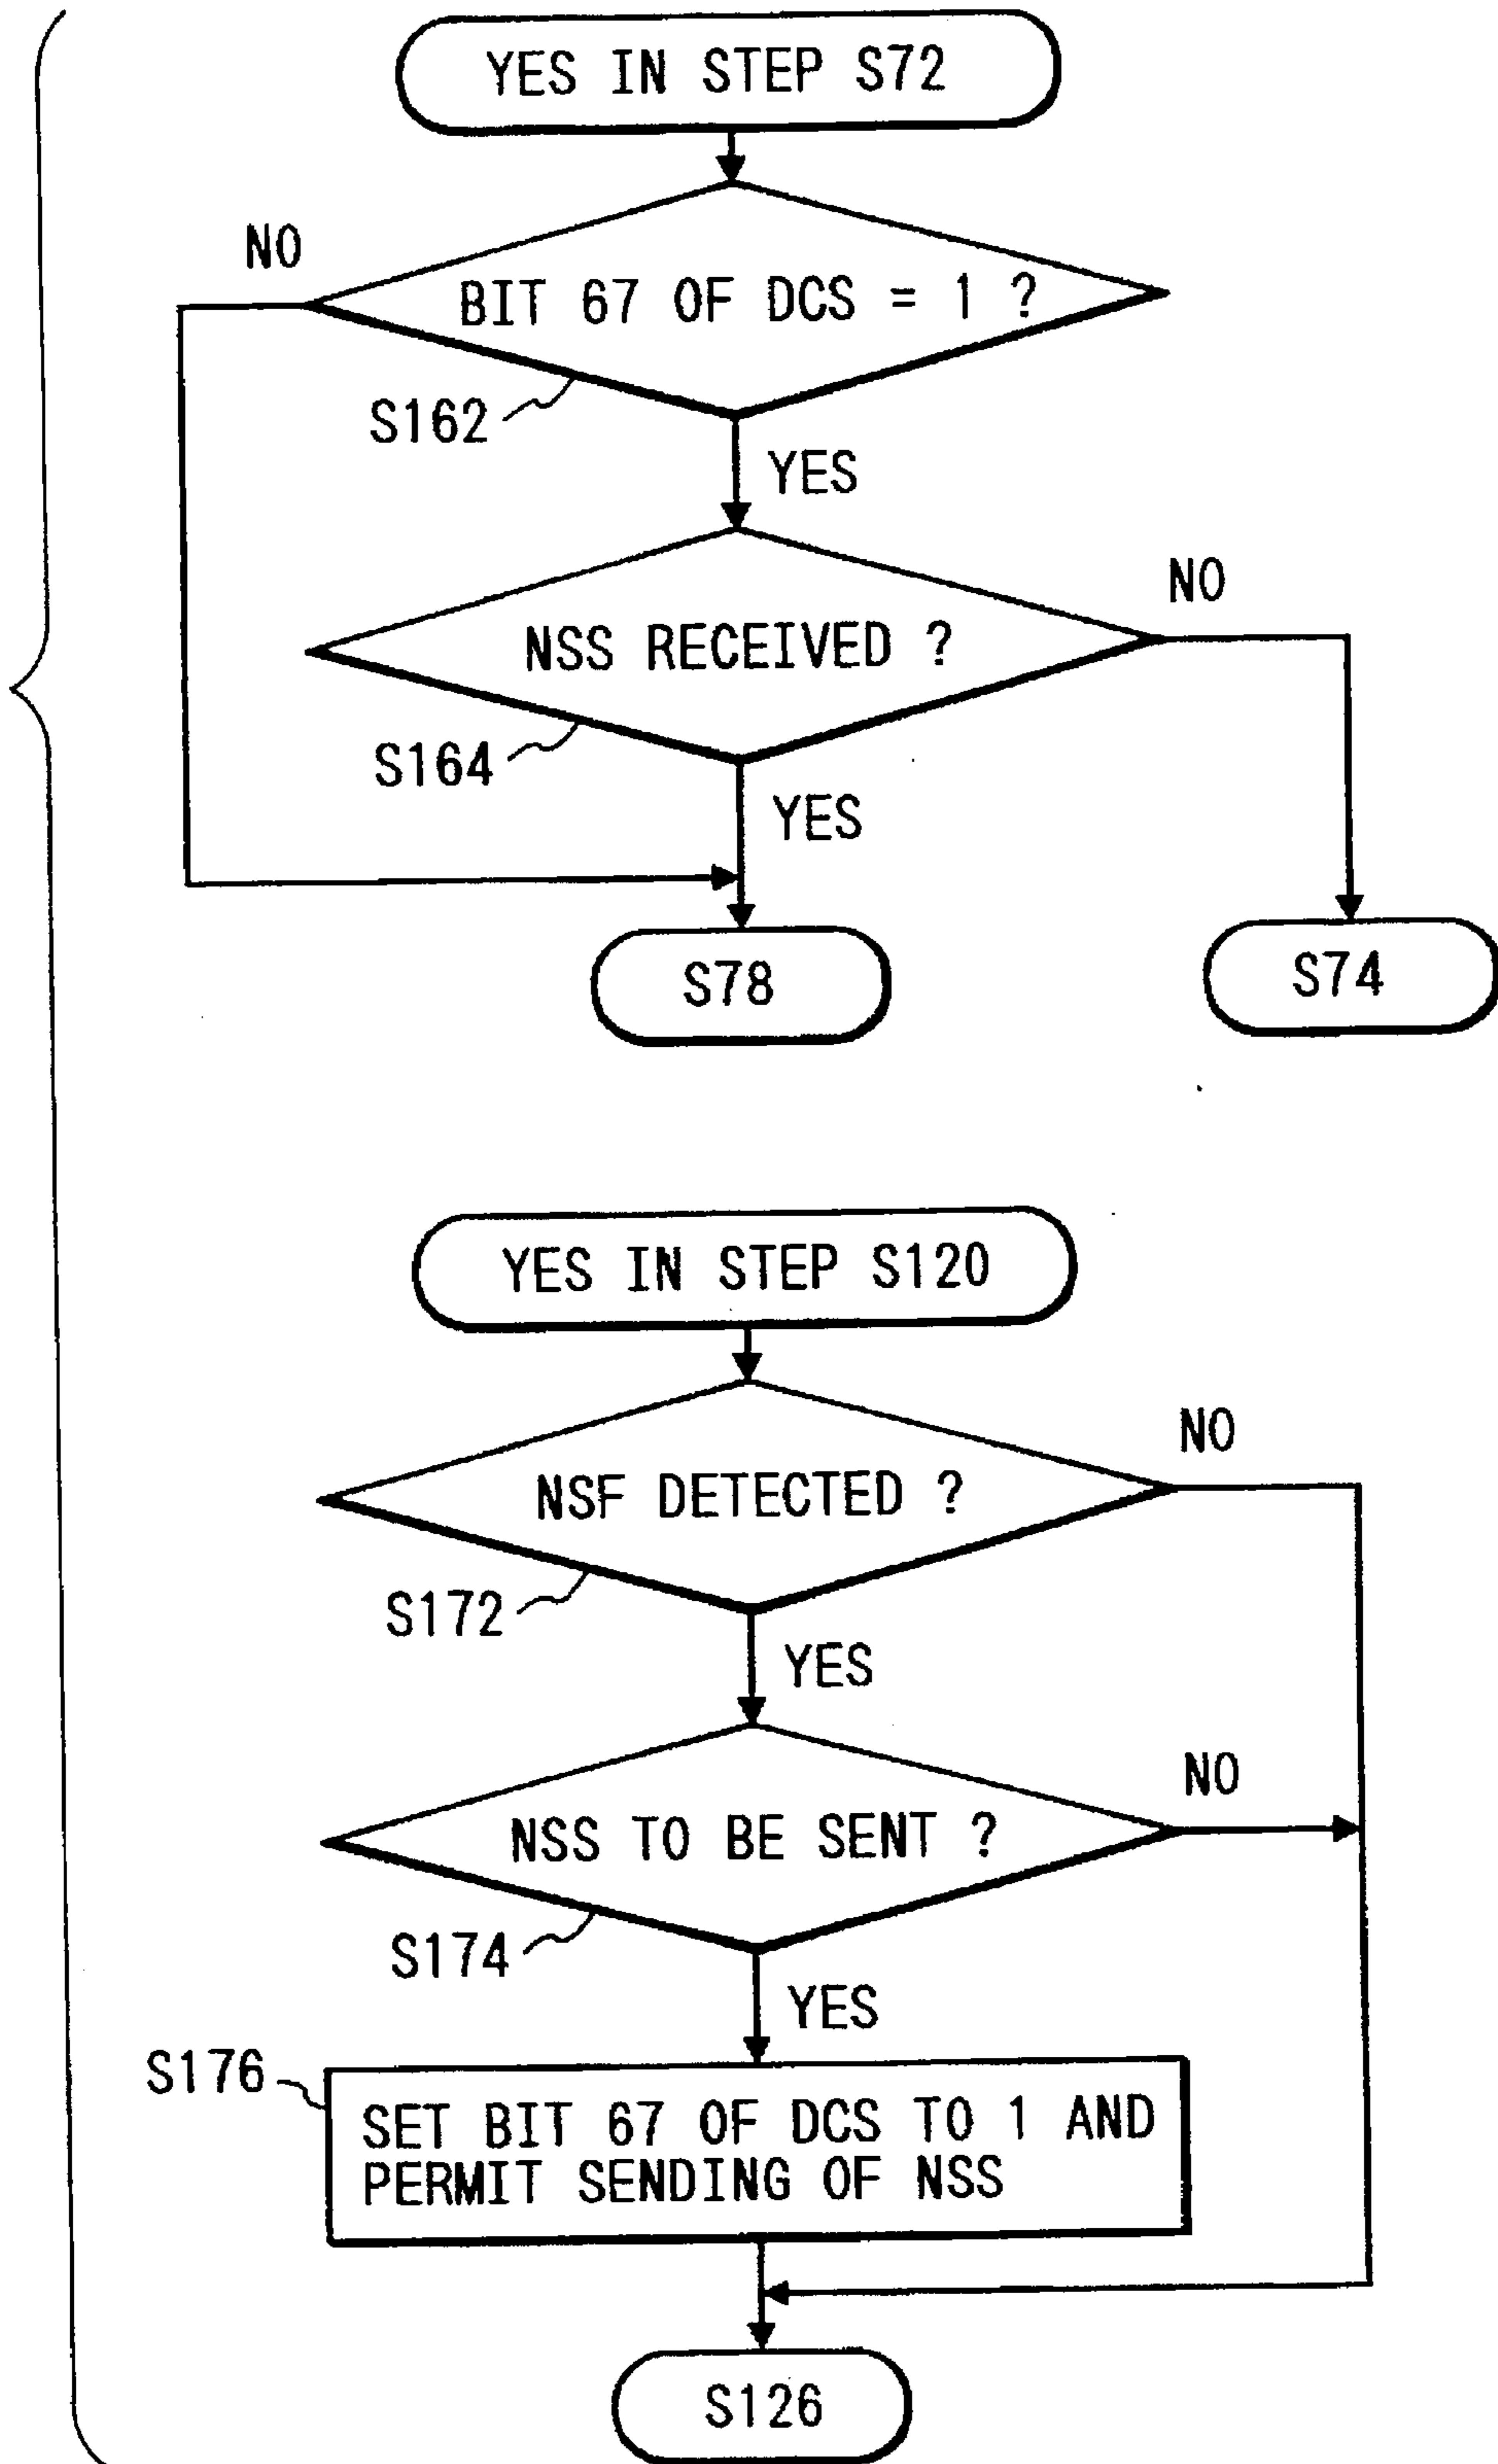 YES IN STEP S72
NO
BIT 67 OF DCS = 1 ?
S162
YES
NO
NSS RECEIVED ?
S164
YES
S78
S74
YES IN STEP S120
NO
NSF DETECTED ?
S172
YES
NO
NSS TO BE SENT ?
S174
YES
S176
SET BIT 67 OF DCS TO 1 AND
PERMIT SENDING OF NSS
S126